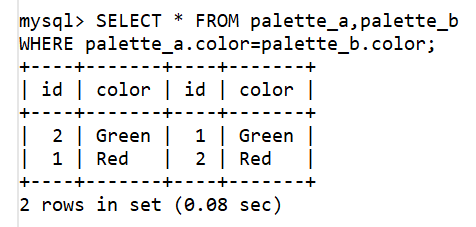 mysql> SELECT * FROM palette_a,palette_b
WHERE palette_a.color=palette_b.color;
+----+-------+----+-------+
| id | color | id | color |
+----+-------+----+-------+
|  2 | Green |  1 | Green |
|  1 | Red   |  2 | Red   |
+----+-------+----+-------+
2 rows in set (0.08 sec)